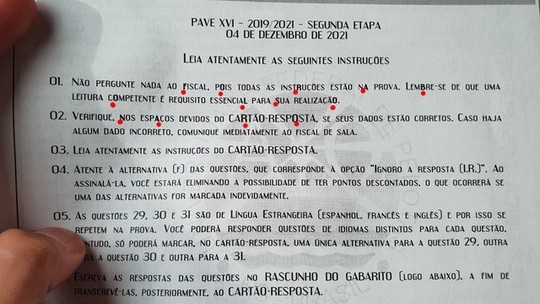 PAVE XVI - 2019/2021 - SEGUNDA ETAPA
04 DE DEZEMBRO DE 2021
LEIA ATENTAMENTE AS SEGUINTES INSTRUÇÕES
01. NÃO PERGUNTE NADA AO FISCAL, POIS TODAS AS INSTRUÇÕES ESTÃO NA PROVA. LEMBRE-SE DE QUE UMA
LEITURA COMPETENTE É REQUISITO ESSENCIAL PARA SUA REALIZAÇÃO.
02. VERIFIQUE, NOS ESPAÇOS DEVIDOS DO CARTÃO-RESPOSTA, SE SEUS DADOS ESTÃO CORRETOS. CASO HAJA
ALGUM DADO INCORRETO, COMUNIQUE IMEDIATAMENTE AO FISCAL DE SALA.
03. LEIA ATENTAMENTE AS INSTRUÇÕES DO CARTÃO-RESPOSTA.
04. ATENTE À ALTERNATIVA (R) DAS QUESTÕES, QUE CORRESPONDE À OPÇÃO "IGNORO A RESPOSTA (I.R.)". AO
ASSINALÁ-LA, VOCÊ ESTARÁ ELIMINANDO A POSSIBILIDADE DE TER PONTOS DESCONTADOS, O QUE OCORRERÁ SE
UMA DAS ALTERNATIVAS FOR MARCADA INDEVIDAMENTE.
05. AS QUESTÕES 29, 30 E 31 SÃO DE LÍNGUA ESTRANGEIRA (ESPANHOL, FRANCÊS E INGLÊS) E POR ISSO SE
REPETEM NA PROVA. VOCÊ PODERÁ RESPONDER QUESTÕES DE IDIOMAS DISTINTOS PARA CADA QUESTÃO,
NTUDO, SÓ PODERÁ MARCAR, NO CARTÃO-RESPOSTA, UMA ÚNICA ALTERNATIVA PARA A QUESTÃO 29, OUTRA
A QUESTÃO 30 E OUTRA PARA A 31.
ESCREVA AS RESPOSTAS DAS QUESTÕES NO RASCUNHO DO GABARITO (LOGO ABAIXO), A FIM DE
TRANSCREVÊ-LAS, POSTERIORMENTE, AO CARTÃO-RESPOSTA.